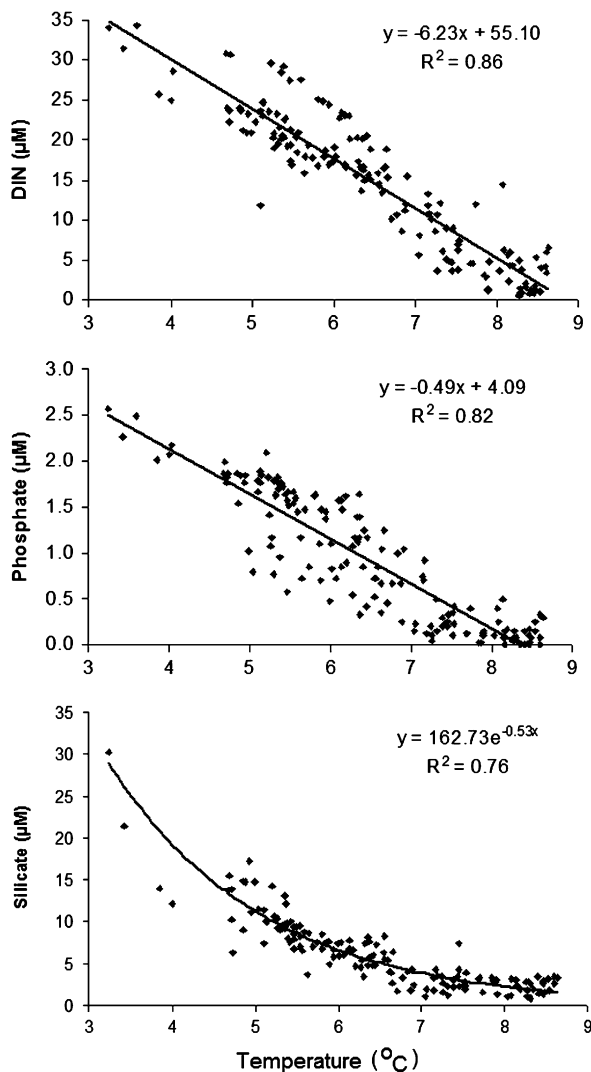 y = -6.23x + 55.10
R² = 0.86
DIN (µM)
40
35
30
25
20
15
10
5
0
3 4 5 6 7 8 9
y = -0.49x + 4.09
R² = 0.82
Phosphate (µM)
3.0
2.5
2.0
1.5
1.0
0.5
0.0
3 4 5 6 7 8 9
y = 162.73e^-0.53x
R² = 0.76
Silicate (µM)
35
30
25
20
15
10
5
0
3 4 5 6 7 8 9
Temperature (°C)